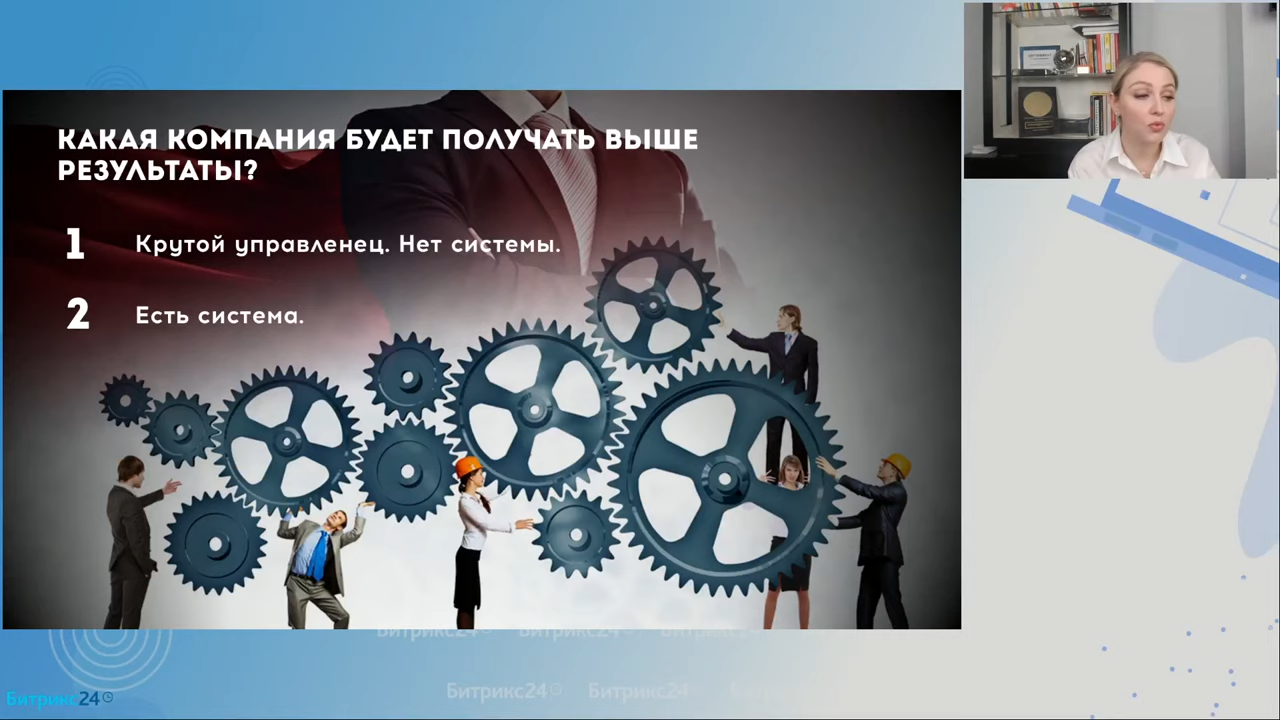 КАКАЯ КОМПАНИЯ БУДЕТ ПОЛУЧАТЬ ВЫШЕ
РЕЗУЛЬТАТЫ?
1 Крутой управленец. Нет системы.
2 Есть система.
Битрикс24 Битрикс24 Битрикс24
Битрикс24 Битрикс24
Битрикс24